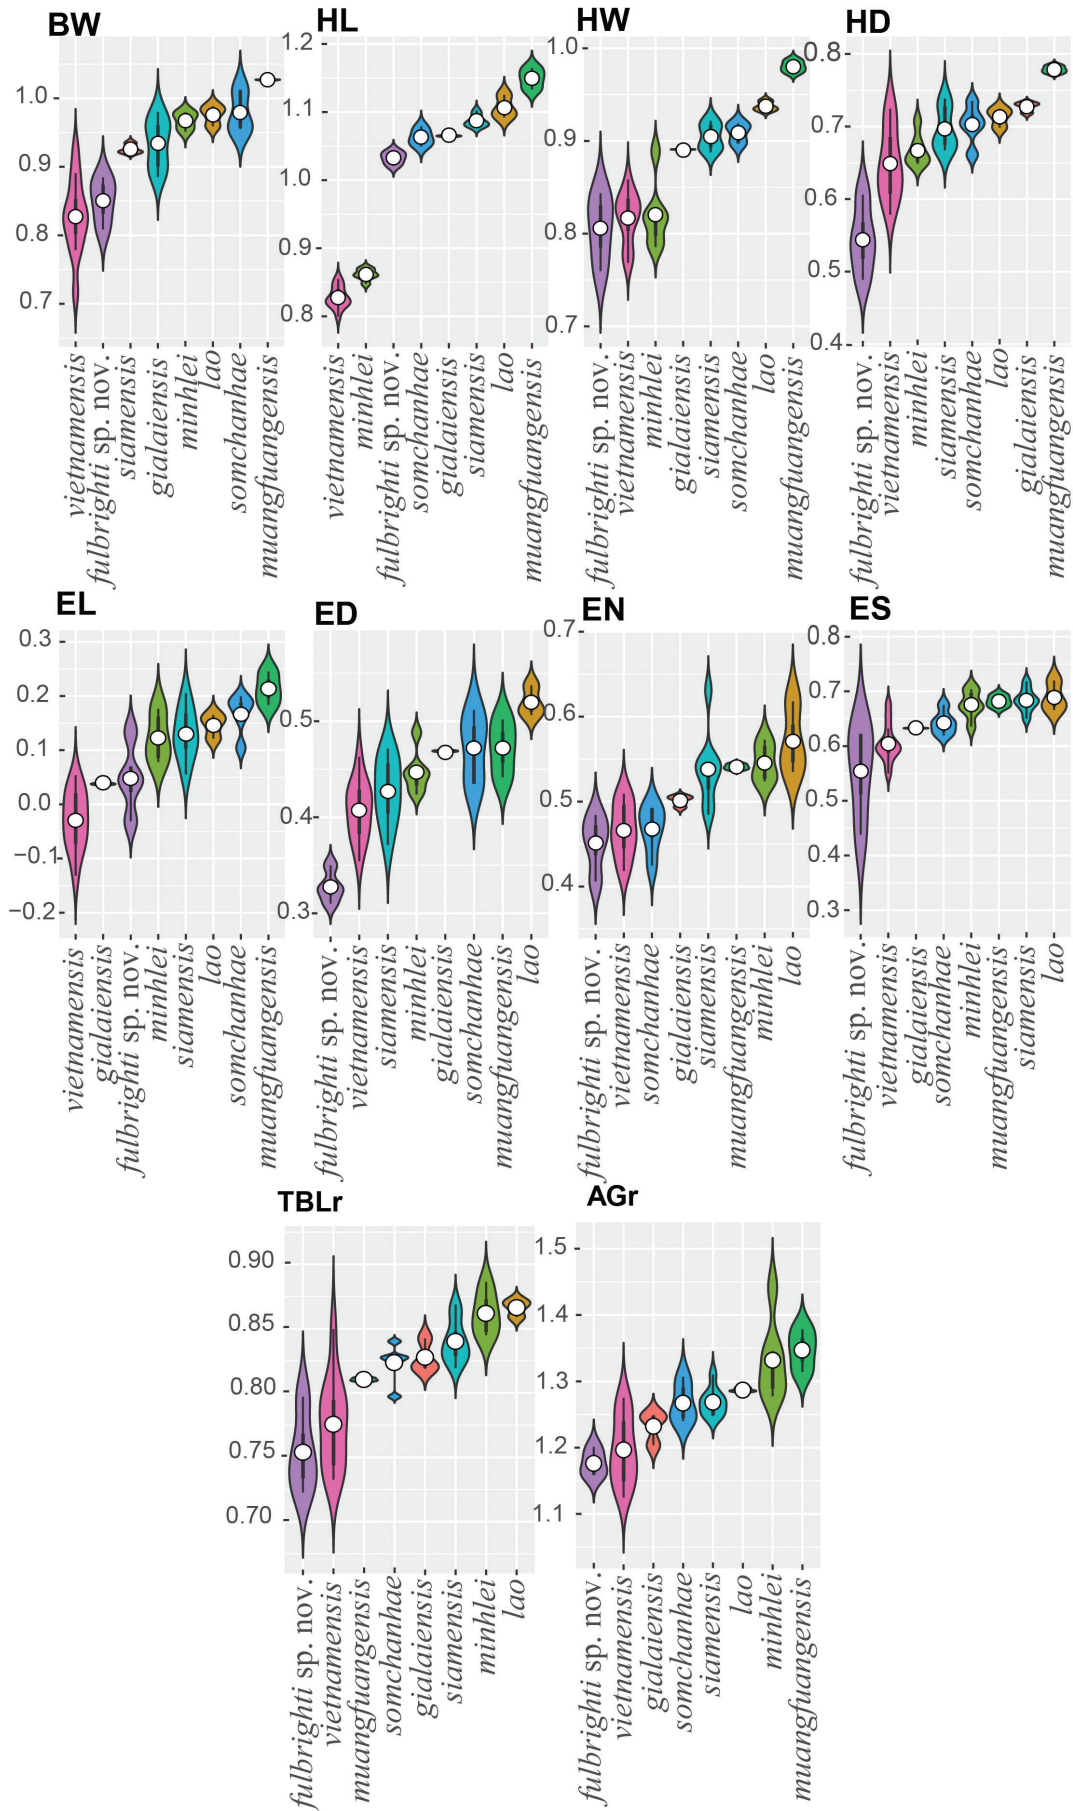 BW
1.0
0.9
0.8
0.7
vietnamensis
fulbrighti sp. nov.
siamensis
gialaiensis
minhlei
lao
somchanhae
muangfuangensis
HL
1.2
1.1
1.0
0.9
0.8
vietnamensis
minhlei
fulbrighti sp. nov.
somchanhae
gialaiensis
siamensis
lao
muangfuangensis
HW
1.0
0.9
0.8
0.7
fulbrighti sp. nov.
vietnamensis
minhlei
gialaiensis
siamensis
somchanhae
lao
muangfuangensis
HD
0.8
0.7
0.6
0.5
0.4
fulbrighti sp. nov.
vietnamensis
minhlei
siamensis
somchanhae
lao
gialaiensis
muangfuangensis
EL
0.3
0.2
0.1
0.0
−0.1
−0.2
vietnamensis
gialaiensis
fulbrighti sp. nov.
minhlei
siamensis
lao
somchanhae
muangfuangensis
ED
0.5
0.4
0.3
fulbrighti sp. nov.
vietnamensis
siamensis
minhlei
gialaiensis
somchanhae
muangfuangensis
lao
EN
0.7
0.6
0.5
0.4
fulbrighti sp. nov.
vietnamensis
somchanhae
gialaiensis
siamensis
muangfuangensis
minhlei
lao
ES
0.8
0.7
0.6
0.5
0.4
0.3
fulbrighti sp. nov.
vietnamensis
gialaiensis
somchanhae
minhlei
muangfuangensis
siamensis
lao
TBLr
0.90
0.85
0.80
0.75
0.70
fulbrighti sp. nov.
vietnamensis
muangfuangensis
somchanhae
gialaiensis
siamensis
minhlei
lao
AGr
1.5
1.4
1.3
1.2
1.1
fulbrighti sp. nov.
vietnamensis
gialaiensis
somchanhae
siamensis
lao
minhlei
muangfuangensis